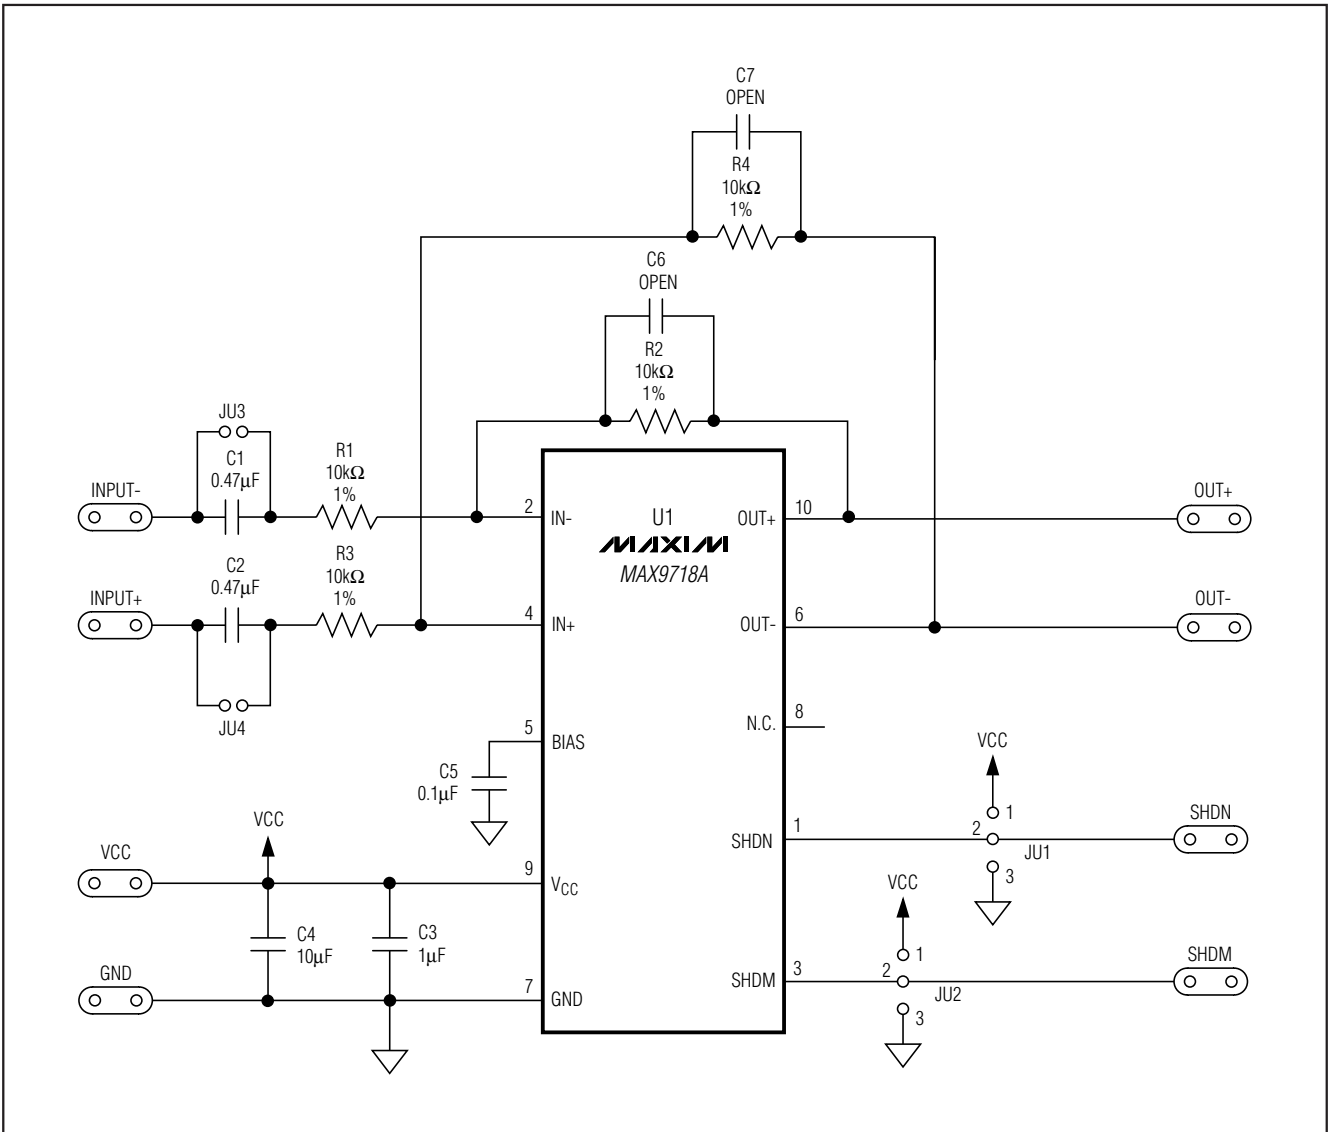 C7
OPEN
R4
10kΩ
1%
C6
OPEN
R2
10kΩ
1%
JU3
C1
0.47µF
R1
10kΩ
1%
INPUT-
2
IN-
U1
MAXIM
MAX9718A
OUT+
10
OUT+
C2
0.47µF
R3
10kΩ
1%
INPUT+
4
IN+
OUT-
6
OUT-
JU4
N.C.
8
5
BIAS
C5
0.1µF
VCC
1
2
3
JU1
SHDN
1
SHDN
VCC
VCC
9
VCC
C4
10µF
C3
1µF
GND
7
GND
VCC
1
2
3
JU2
SHDM
3
SHDM